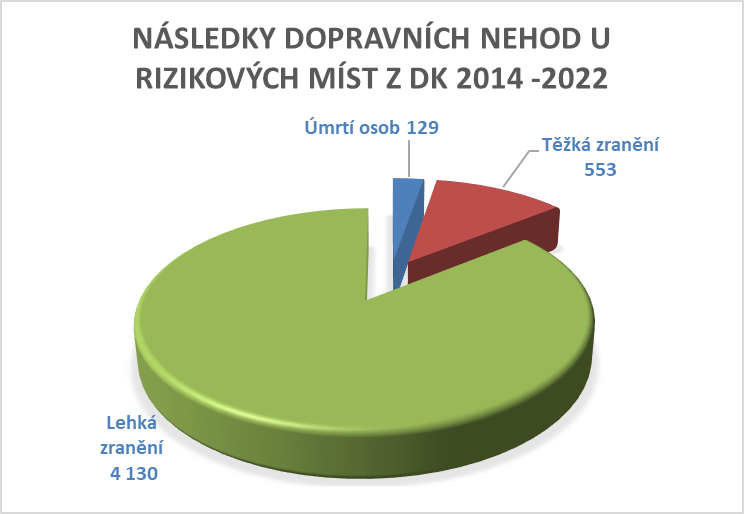 NÁSLEDKY DOPRAVNÍCH NEHOD U
RIZIKOVÝCH MÍST Z DK 2014 -2022
Úmrtí osob 129
Těžká zranění
553
Lehká
zranění
4 130